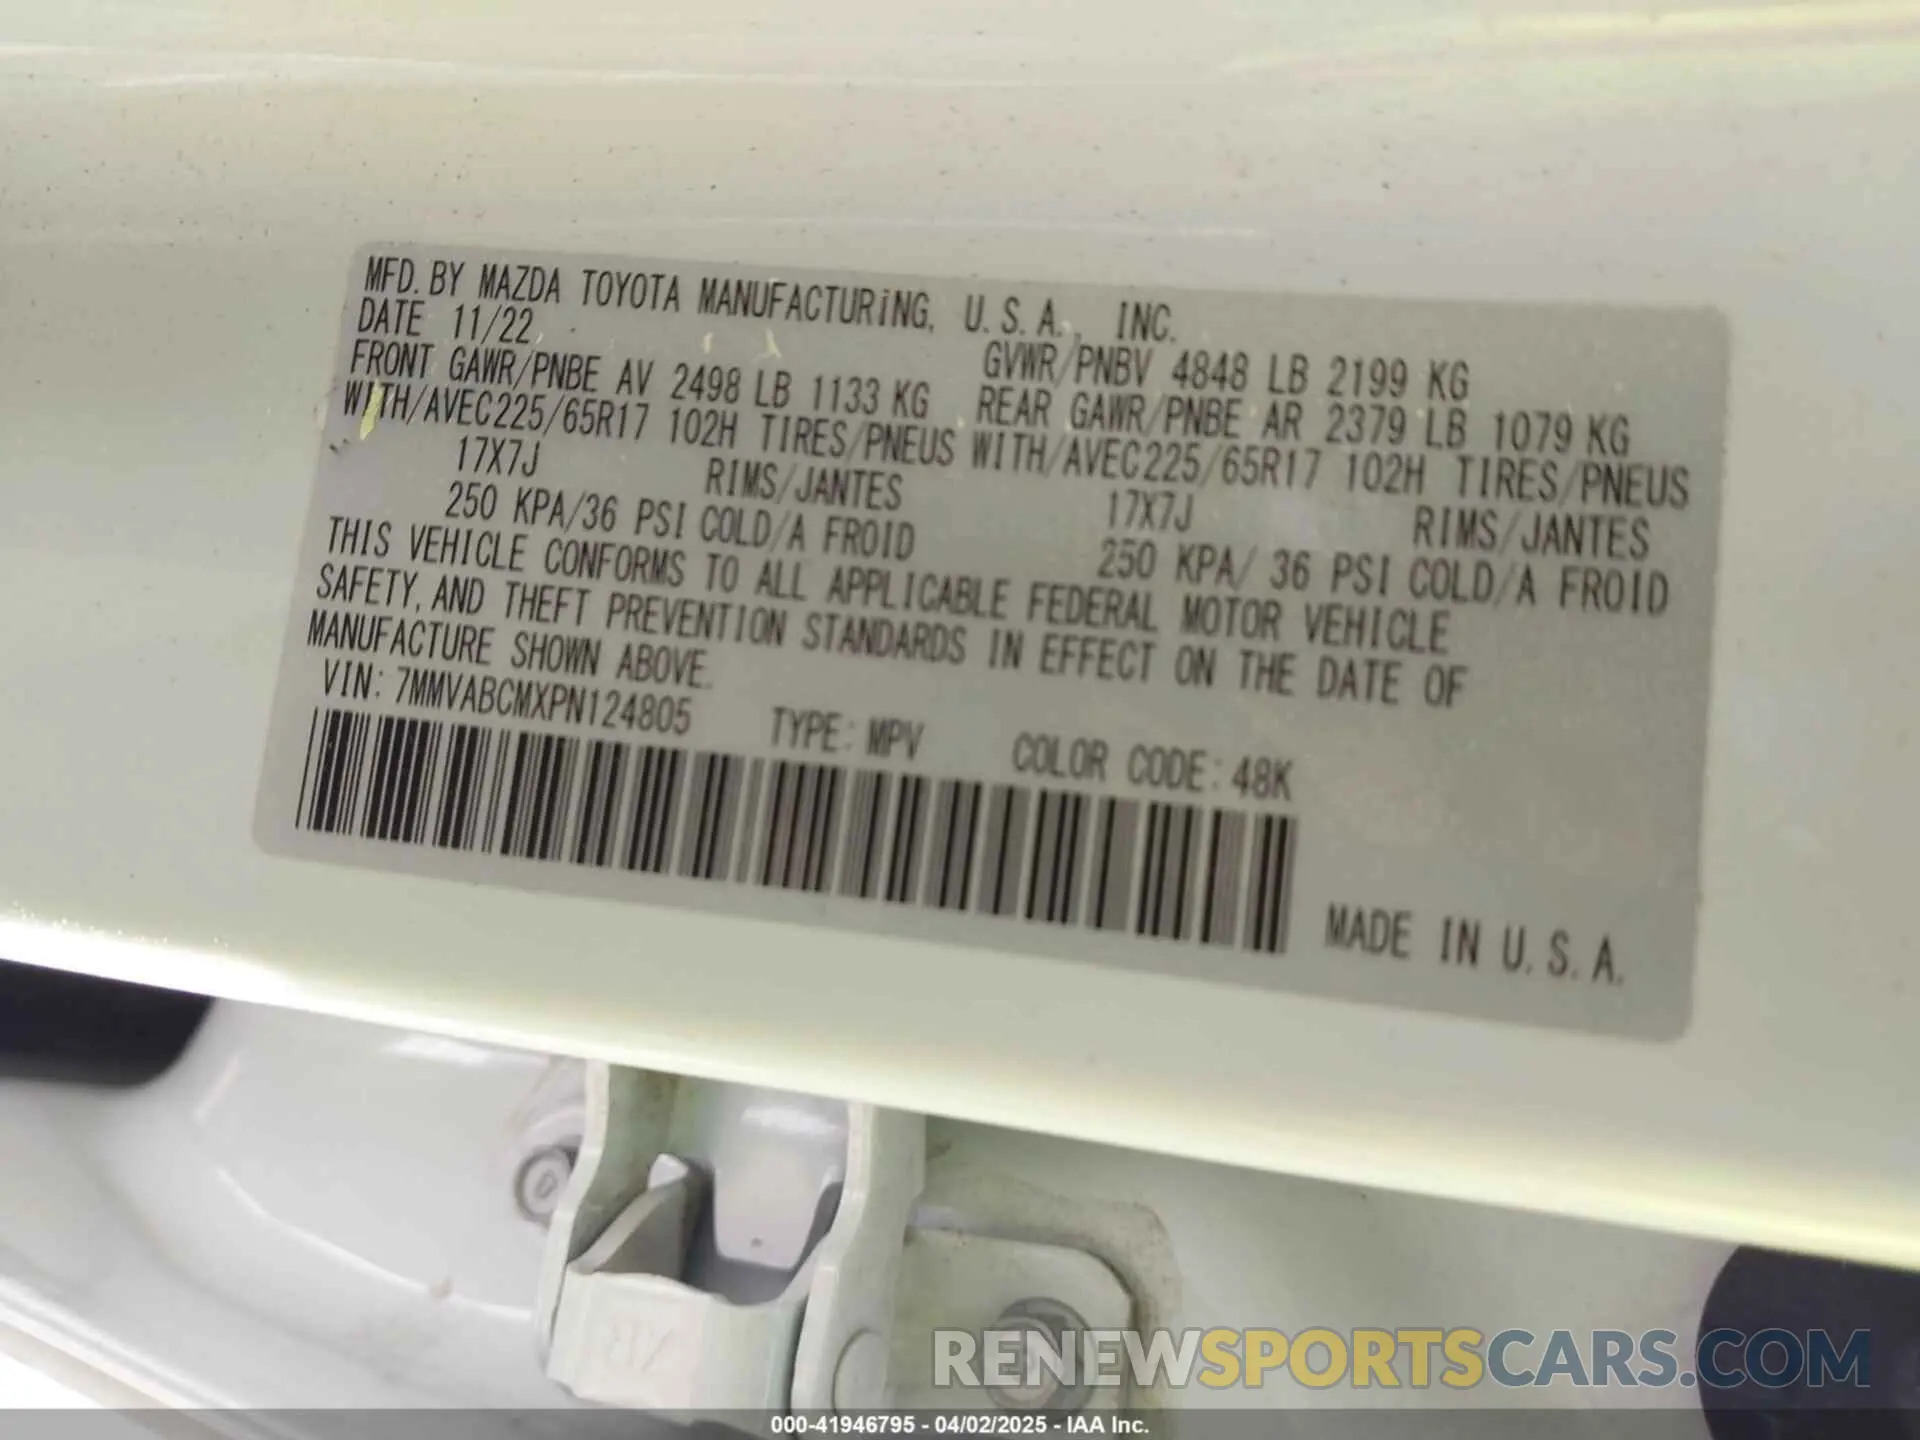 MFD. BY MAZDA TOYOTA MANUFACTURiNG, U.S.A., INC.
DATE 11/22
GVWR/PNBV 4848 LB 2199 KG
FRONT GAWR/PNBE AV 2498 LB 1133 KG REAR GAWR/PNBE AR 2379 LB 1079 KG
WITH/AVEC225/65R17 102H TIRES/PNEUS WITH/AVEC225/65R17 102H TIRES/PNEUS
17X7J RIMS/JANTES 17X7J RIMS/JANTES
250 KPA/36 PSI COLD/A FROID 250 KPA/ 36 PSI COLD/A FROID
THIS VEHICLE CONFORMS TO ALL APPLICABLE FEDERAL MOTOR VEHICLE
SAFETY, AND THEFT PREVENTION STANDARDS IN EFFECT ON THE DATE OF
MANUFACTURE SHOWN ABOVE.
VIN: 7MMVABCMXPN124805 TYPE: MPV COLOR CODE: 48K
MADE IN U.S.A.
RENEWSPORTSCARS.COM
000-41946795 - 04/02/2025 - IAA Inc.